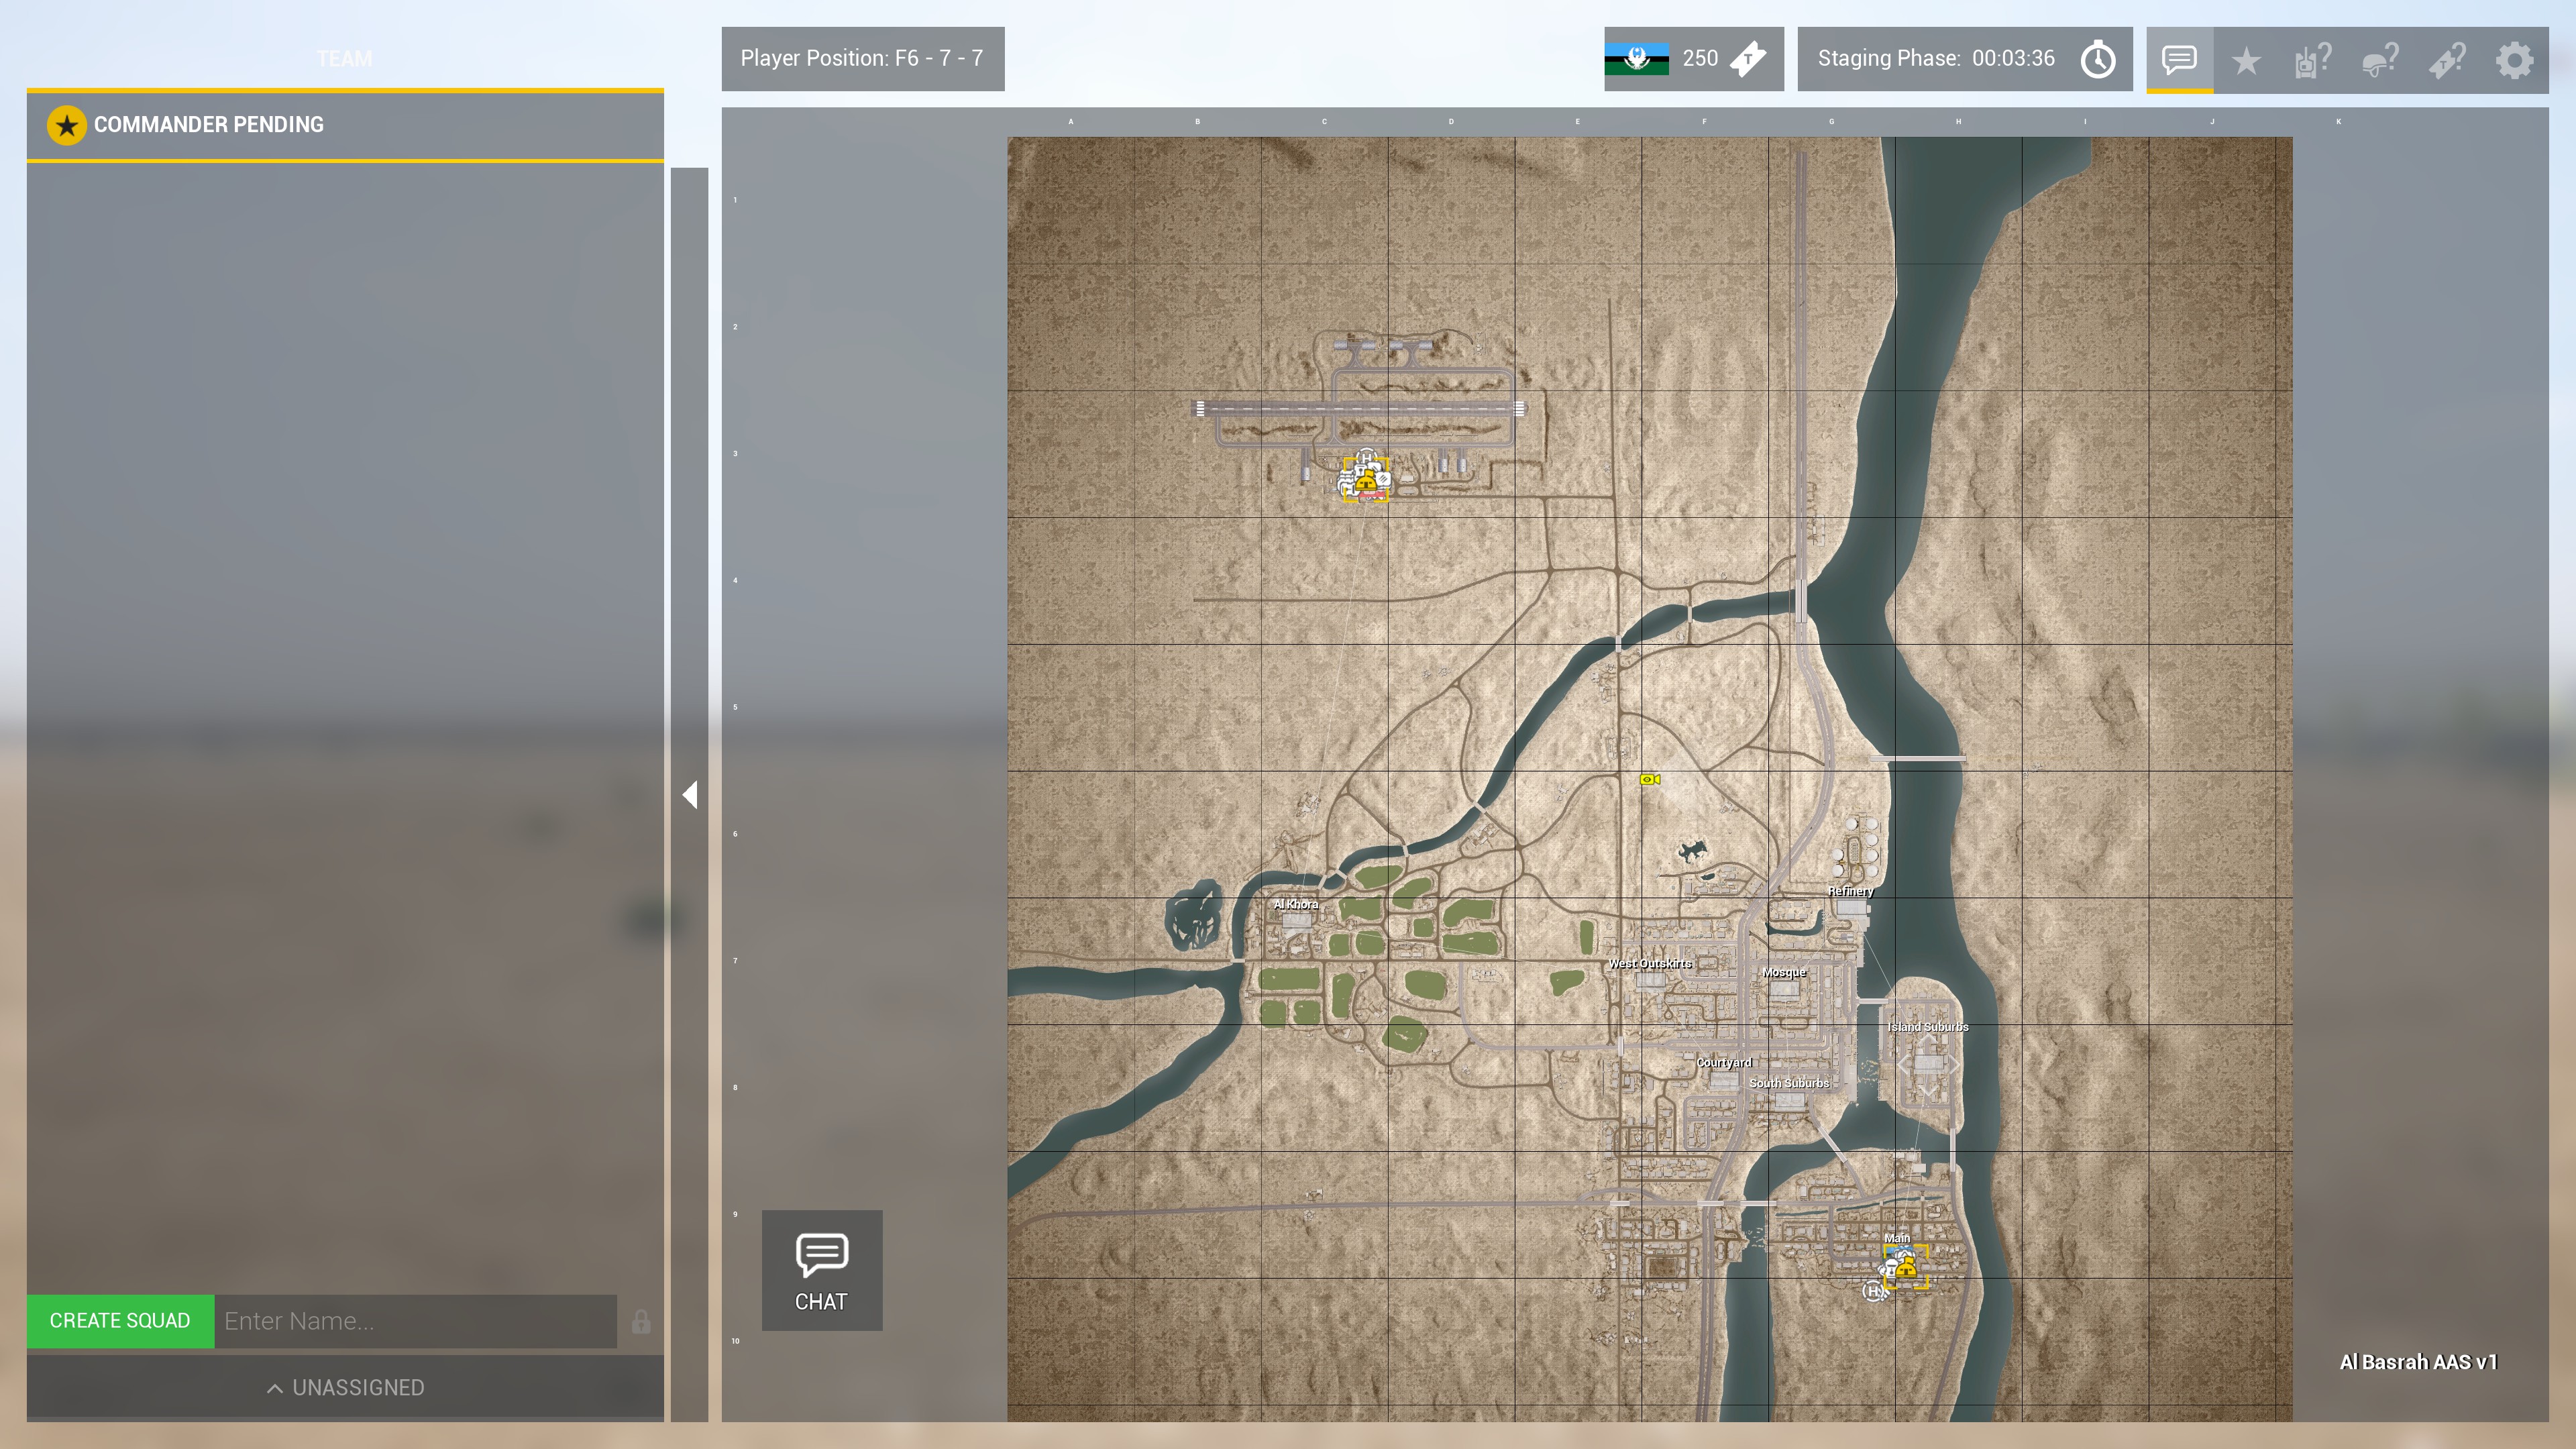 TEAM
Player Position: F6 - 7 - 7
250
T
Staging Phase: 00:03:36
? ? ?
COMMANDER PENDING
A B C D E F G H I J K
1
2
3
H
4
5
6
Refinery
Al Khora
7
West Outskirts
Mosque
Island Suburbs
Courtyard
South Suburbs
8
9
Main
H
CHAT
CREATE SQUAD Enter Name...
10
Al Basrah AAS v1
UNASSIGNED